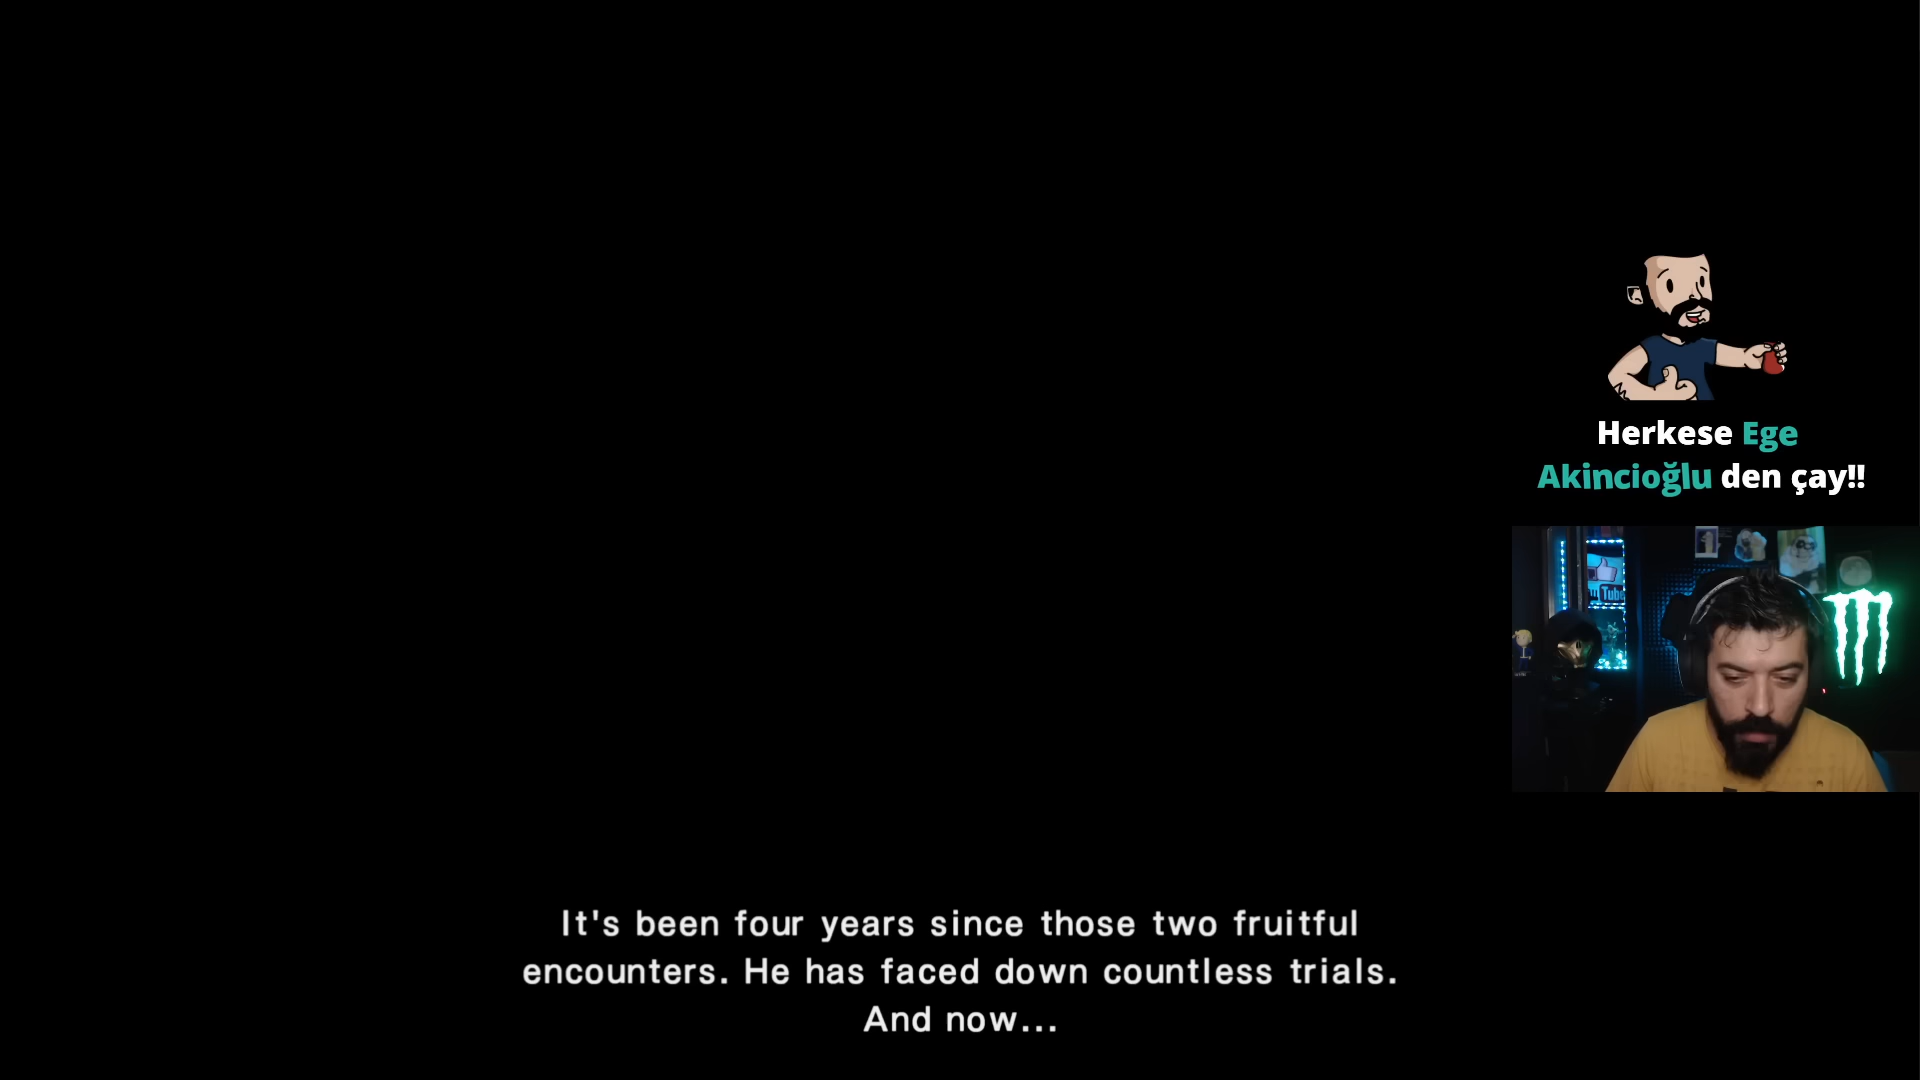 Herkese Ege
Akincioğlu den çay!!
Tube
It's been four years since those two fruitful
encounters. He has faced down countless trials.
And now...